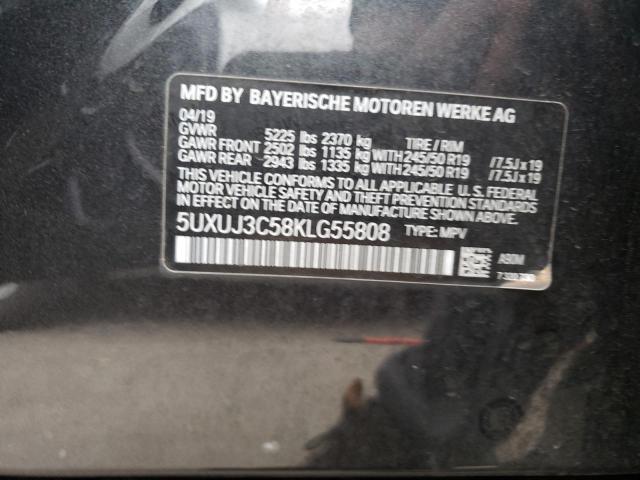 MFD BY BAYERISCHE MOTOREN WERKE AG
04/19
GVWR 5225 lbs 2370 kg TIRE / RIM
GAWR FRONT 2502 lbs 1135 kg WITH 245/50 R19 /7.5J x 19
GAWR REAR 2943 lbs 1335 kg WITH 245/50 R19 /7.5J x 19
THIS VEHICLE CONFORMS TO ALL APPLICABLE U.S. FEDERAL
MOTOR VEHICLE SAFETY AND THEFT PREVENTION STANDARDS
IN EFFECT ON THE DATE OF MANUFACTURE SHOWN ABOVE.
5UXUJ3C58KLG55808 TYPE: MPV
A90M